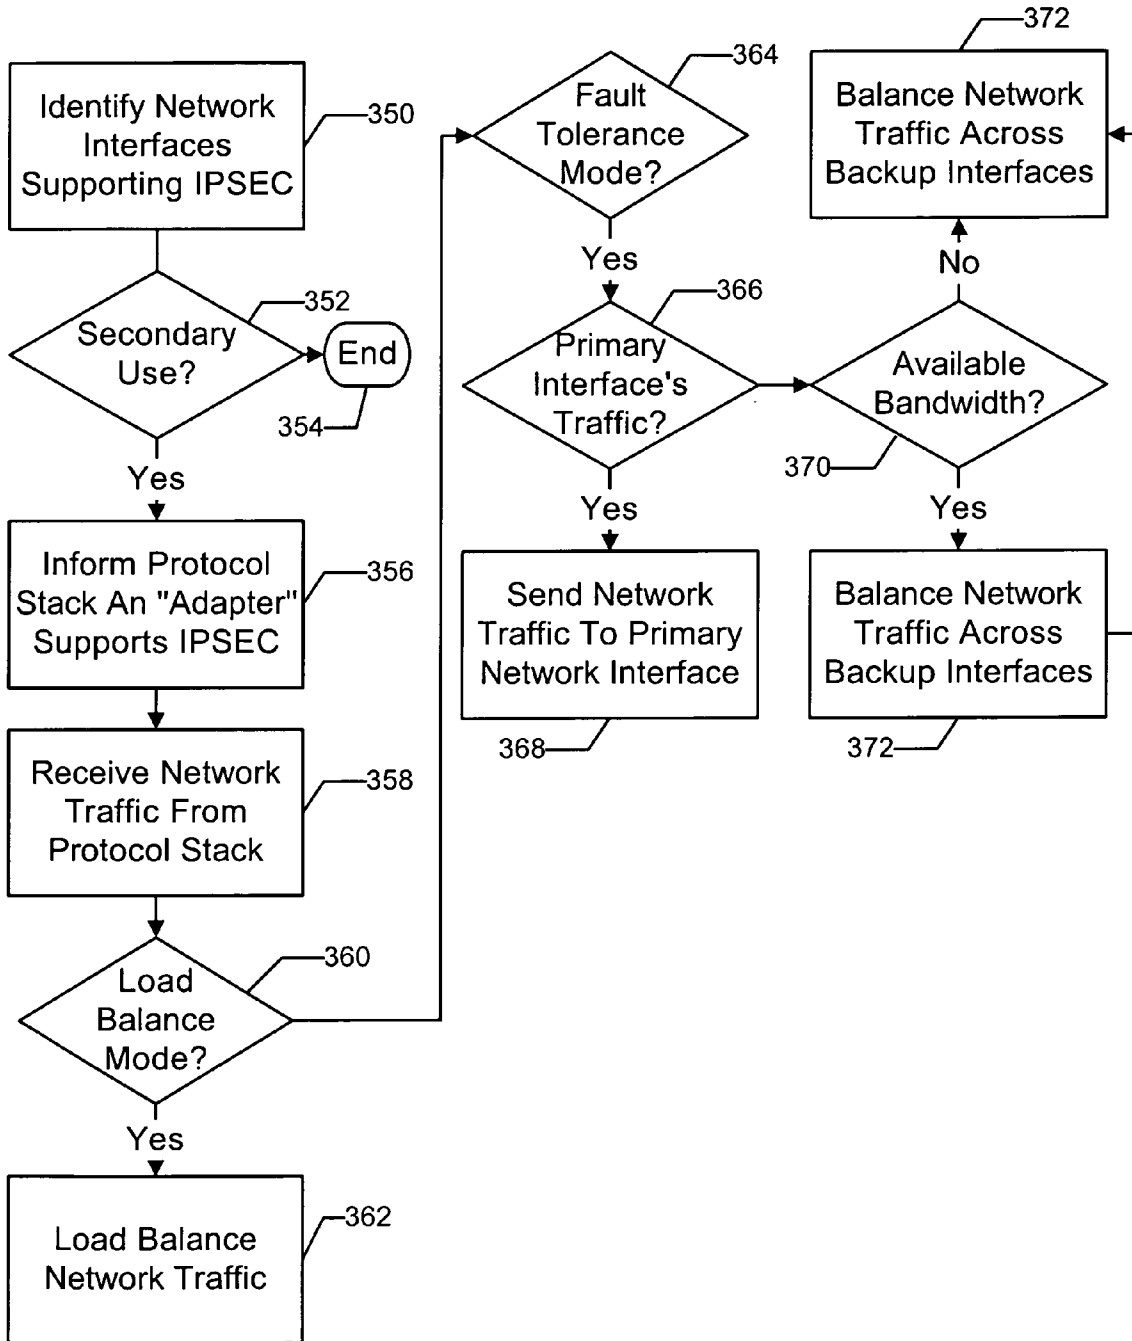 Identify Network
Interfaces
Supporting IPSEC
350
Secondary
Use?
352
End
354
Yes
Inform Protocol
Stack An "Adapter"
Supports IPSEC
356
Receive Network
Traffic From
Protocol Stack
358
Load
Balance
Mode?
360
Yes
Load Balance
Network Traffic
362
Fault
Tolerance
Mode?
364
Yes
Primary
Interface's
Traffic?
366
Yes
Send Network
Traffic To Primary
Network Interface
368
372
Balance Network
Traffic Across
Backup Interfaces
No
Available
Bandwidth?
370
Yes
Balance Network
Traffic Across
Backup Interfaces
372